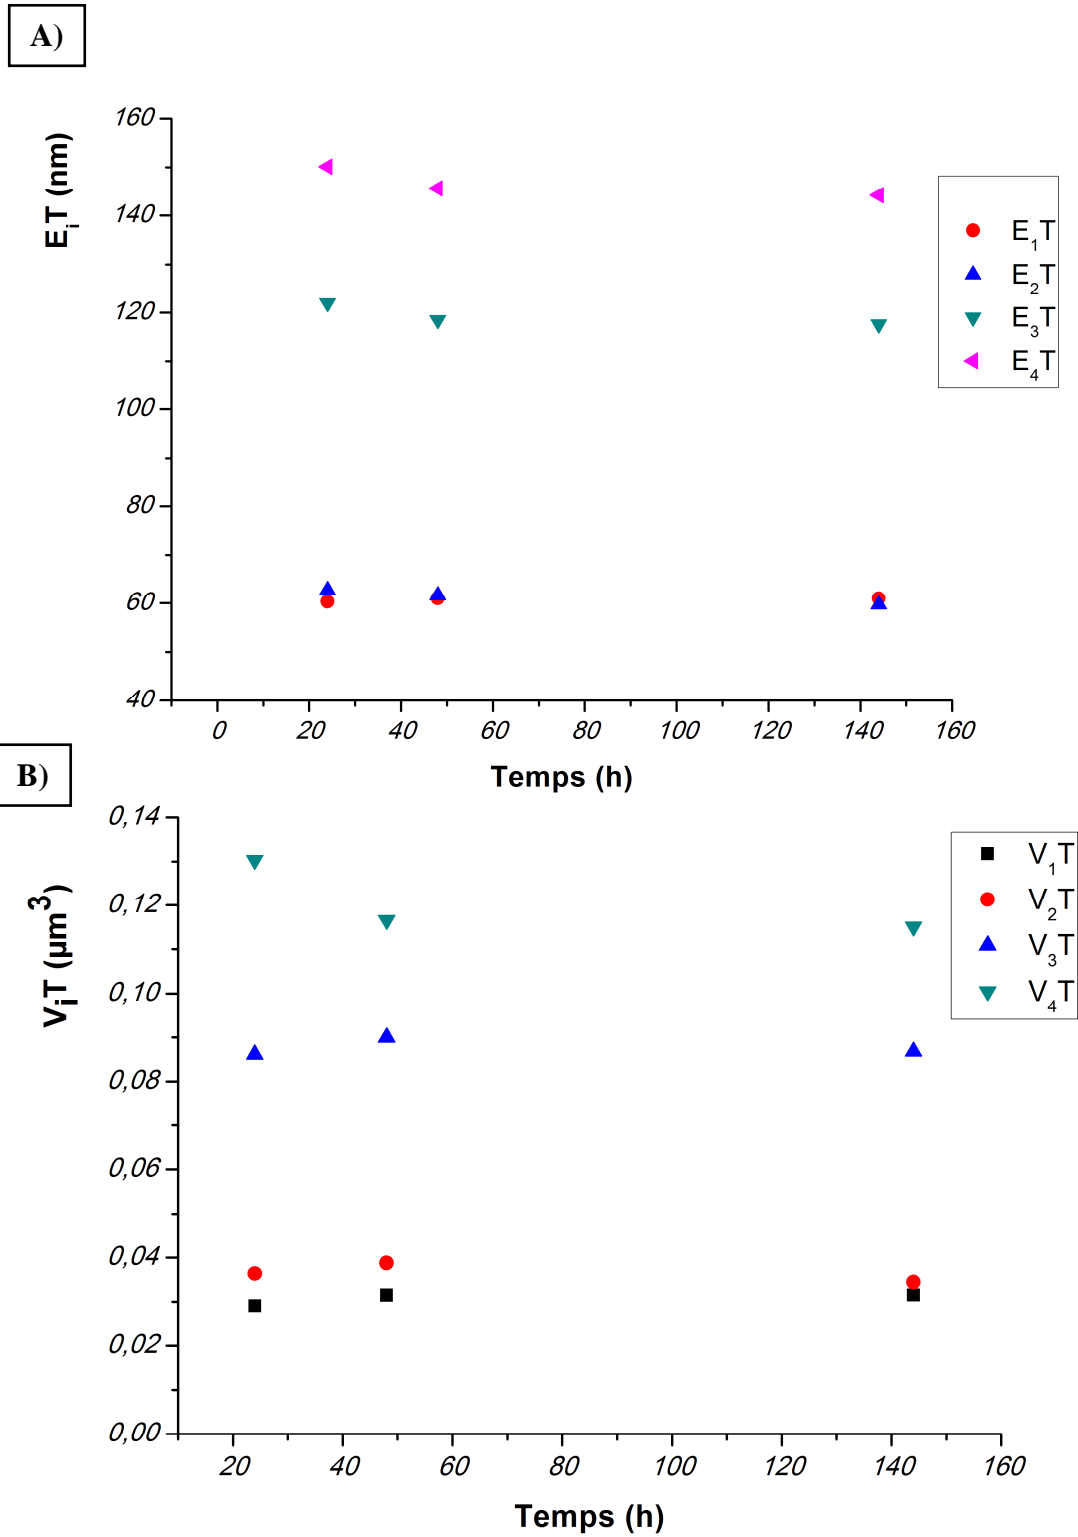 A)
EᵢT (nm)
160
140
120
100
80
60
40
0 20 40 60 80 100 120 140 160
Temps (h)
E₁T
E₂T
E₃T
E₄T
B)
VᵢT (µm³)
0,14
0,12
0,10
0,08
0,06
0,04
0,02
0,00
20 40 60 80 100 120 140 160
Temps (h)
V₁T
V₂T
V₃T
V₄T